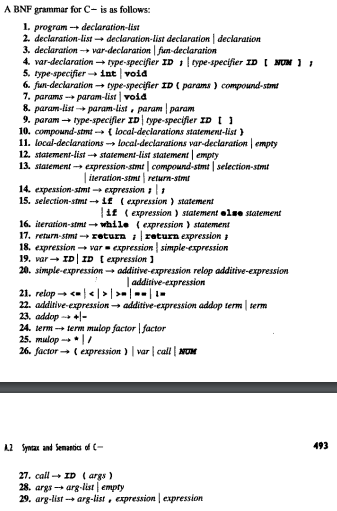 A BNF grammar for C− is as follows:
1. program → declaration-list
2. declaration-list → declaration-list declaration | declaration
3. declaration → var-declaration | fun-declaration
4. var-declaration → type-specifier ID ; | type-specifier ID [ NUM ] ;
5. type-specifier → int | void
6. fun-declaration → type-specifier ID ( params ) compound-stmt
7. params → param-list | void
8. param-list → param-list , param | param
9. param → type-specifier ID | type-specifier ID [ ]
10. compound-stmt → { local-declarations statement-list }
11. local-declarations → local-declarations var-declaration | empty
12. statement-list → statement-list statement | empty
13. statement → expression-stmt | compound-stmt | selection-stmt
| iteration-stmt | return-stmt
14. expession-stmt → expression ; | ;
15. selection-stmt → if ( expression ) statement
| if ( expression ) statement else statement
16. iteration-stmt → while ( expression ) statement
17. return-stmt → return ; | return expression ;
18. expression → var = expression | simple-expression
19. var → ID | ID [ expression ]
20. simple-expression → additive-expression relop additive-expression
| additive-expression
21. relop → <= | < | > | >= | == | !=
22. additive-expression → additive-expression addop term | term
23. addop → + | -
24. term → term mulop factor | factor
25. mulop → * | /
26. factor → ( expression ) | var | call | NUM
A.2 Syntax and Semantics of C− 493
27. call → ID ( args )
28. args → arg-list | empty
29. arg-list → arg-list , expression | expression